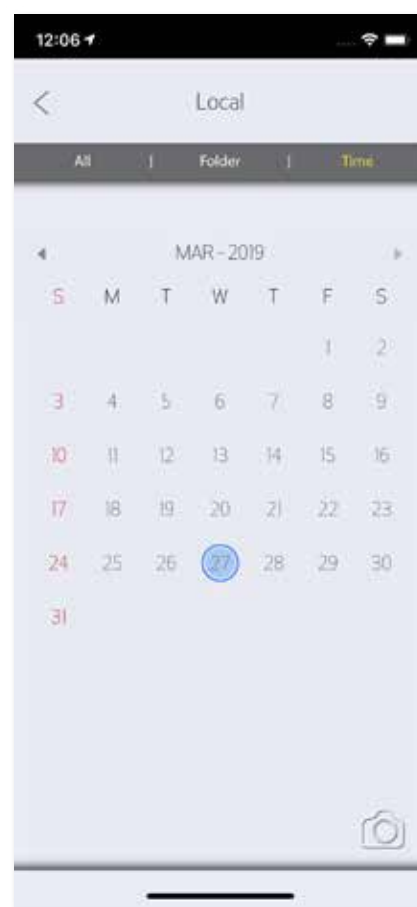 12:06
Local
All | Folder | Time
MAR - 2019
S M T W T F S
1 2
3 4 5 6 7 8 9
10 11 12 13 14 15 16
17 18 19 20 21 22 23
24 25 26 27 28 29 30
31